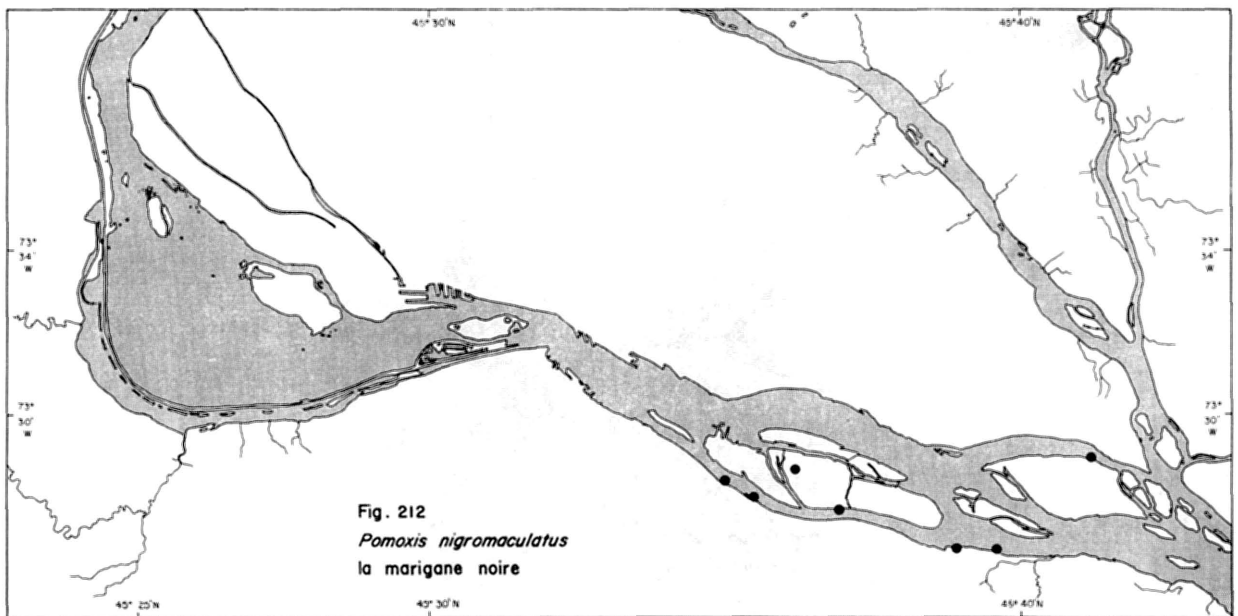 45° 30' N
45° 40' N
73°
34'
W
73°
34'
W
73°
30'
W
73°
30'
W
Fig. 212
Pomoxis nigromaculatus
la marigane noire
45° 25' N
45° 30' N
45° 40' N